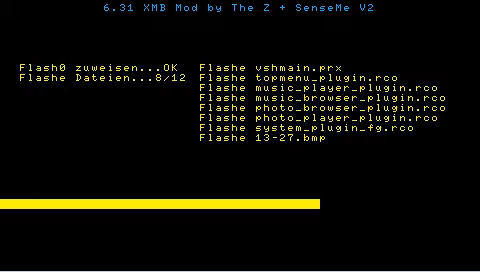 6.31 XMB Mod by The Z + SenseMe V2
Flash0 zuweisen...OK
Flashe Dateien...8/12
Flashe vshmain.prx
Flashe topmenu_plugin.rco
Flashe music_player_plugin.rco
Flashe music_browser_plugin.rco
Flashe photo_browser_plugin.rco
Flashe photo_player_plugin.rco
Flashe system_plugin_fg.rco
Flashe 13-27.bmp